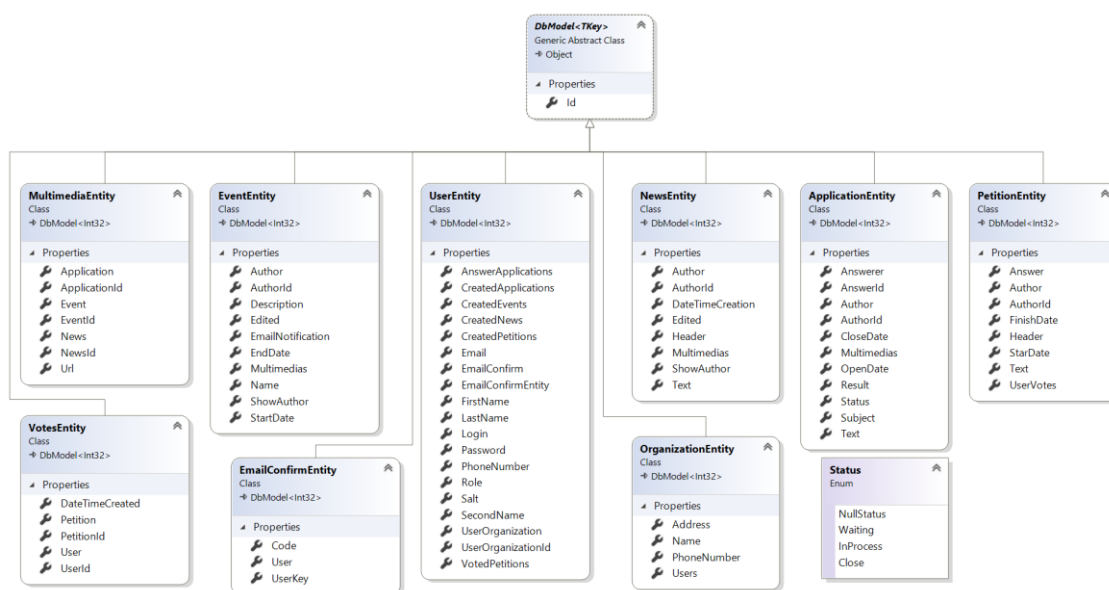 DbModel<TKey>
Generic Abstract Class
Object
Properties
Id
MultimediaEntity
Class
DbModel<Int32>
Properties
Application
ApplicationId
Event
EventId
News
NewsId
Url
EventEntity
Class
DbModel<Int32>
Properties
Author
AuthorId
Description
Edited
EmailNotification
EndDate
Multimedias
Name
ShowAuthor
StartDate
UserEntity
Class
DbModel<Int32>
Properties
AnswerApplications
CreatedApplications
CreatedEvents
CreatedNews
CreatedPetitions
Email
EmailConfirm
EmailConfirmEntity
FirstName
LastName
Login
Password
PhoneNumber
Role
Salt
SecondName
UserOrganization
UserOrganizationId
VotedPetitions
NewsEntity
Class
DbModel<Int32>
Properties
Author
AuthorId
DateTimeCreation
Edited
Header
Multimedias
ShowAuthor
Text
ApplicationEntity
Class
DbModel<Int32>
Properties
Answerer
AnswerId
Author
AuthorId
CloseDate
Multimedias
OpenDate
Result
Status
Subject
Text
PetitionEntity
Class
DbModel<Int32>
Properties
Answer
Author
AuthorId
FinishDate
Header
StarDate
Text
UserVotes
VotesEntity
Class
DbModel<Int32>
Properties
DateTimeCreated
Petition
PetitionId
User
UserId
EmailConfirmEntity
Class
DbModel<Int32>
Properties
Code
User
UserKey
OrganizationEntity
Class
DbModel<Int32>
Properties
Address
Name
PhoneNumber
Users
Status
Enum
NullStatus
Waiting
InProcess
Close